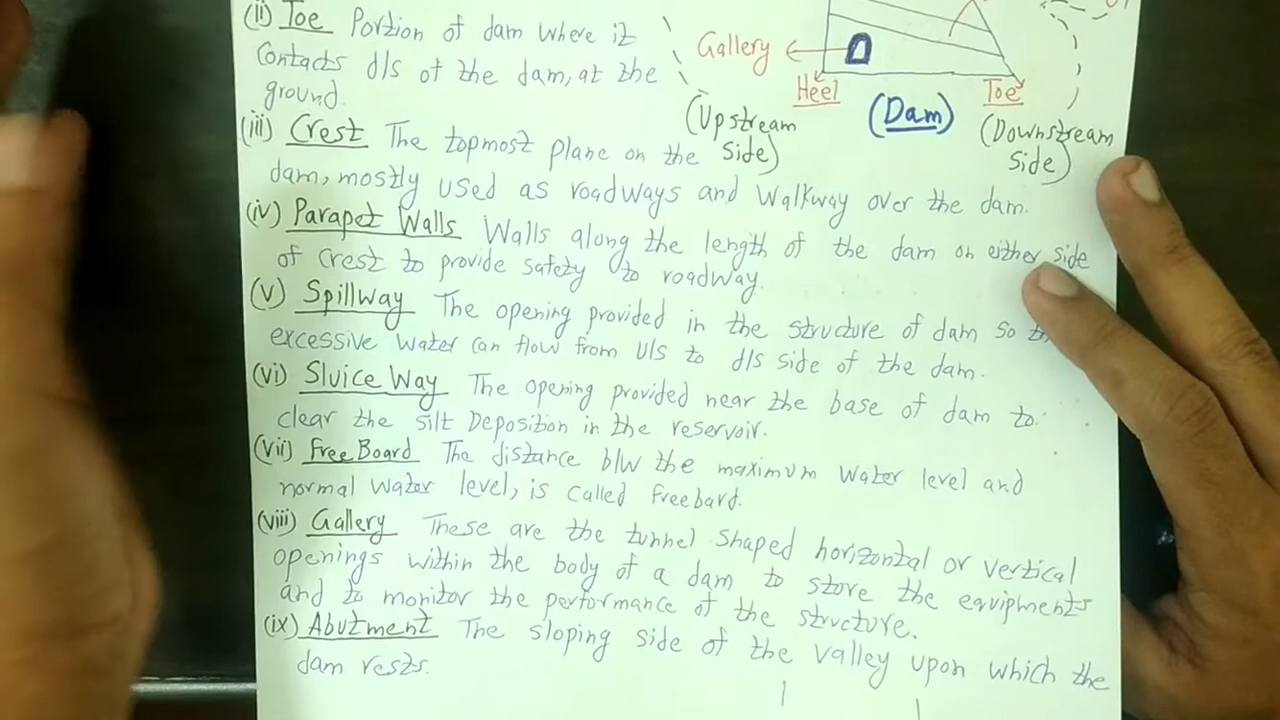 (ii) Toe Portion of dam where it
contacts d/s of the dam, at the
ground.
Gallery
Heel
Toe
(Dam)
(Upstream
Side)
(Downstream
Side)
(iii) Crest The topmost plane on the
dam, mostly used as roadways and Walkway over the dam.
(iv) Parapet Walls Walls along the length of the dam on either side
of Crest to provide safety to roadway.
(v) Spillway The opening provided in the structure of dam so
excessive water can flow from U/s to d/s side of the dam.
(vi) Sluice Way The opening provided near the base of dam to
clear the silt Deposition in the reservoir.
(vii) Free Board The distance b/w the maximum water level and
normal water level, is called freebard.
(viii) Gallery These are the tunnel shaped horizontal or vertical
openings within the body of a dam to store the equipments
and to monitor the performance of the structure.
(ix) Abutment The sloping side of the valley upon which the
dam rests.